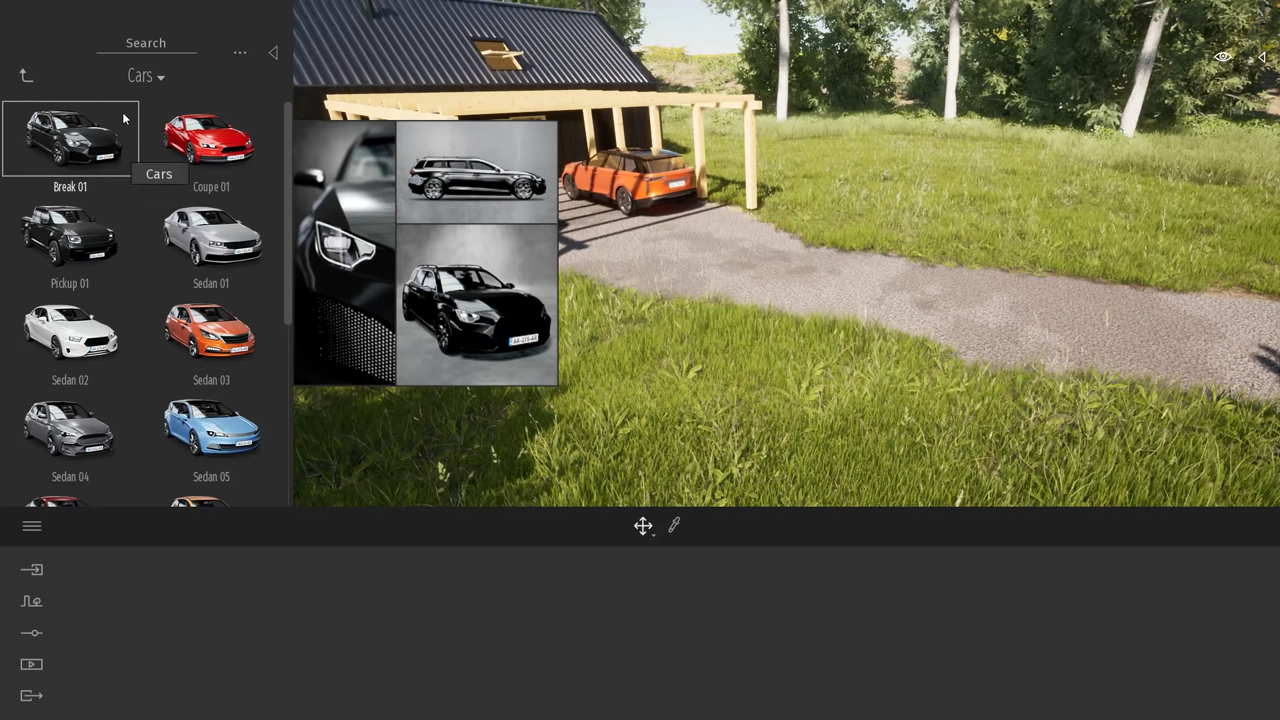 Search
...
Cars
Cars
Break 01
Coupe 01
Pickup 01
Sedan 01
Sedan 02
Sedan 03
Sedan 04
Sedan 05